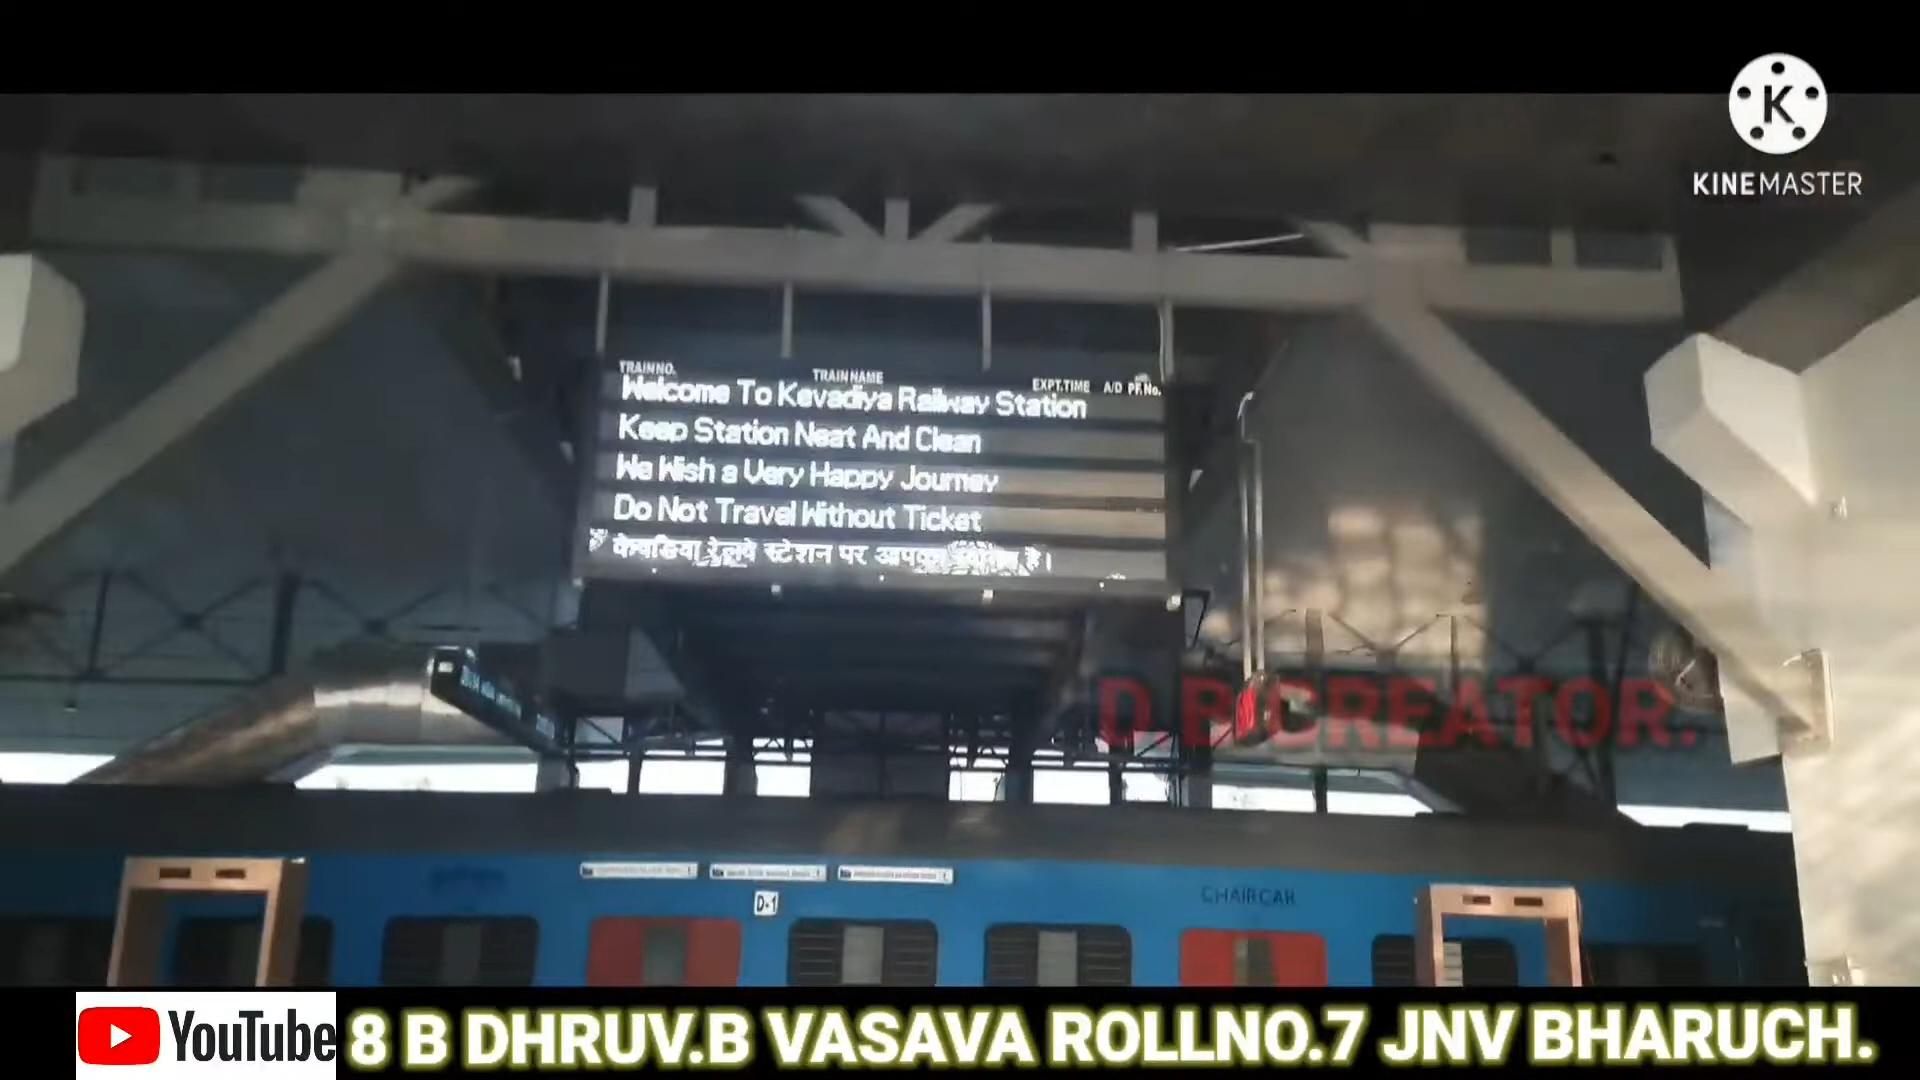 K
KINEMASTER
TRAIN NO. TRAIN NAME EXPT.TIME A/D PF.No.
Welcome To Kevadiya Railway Station
Keep Station Neat And Clean
We Wish a Very Happy Journey
Do Not Travel Without Ticket
केवडिया रेलवे स्टेशन पर आपका है।
D.B.CREATOR.
D-1
CHAIR CAR
YouTube 8 B DHRUV.B VASAVA ROLLNO.7 JNV BHARUCH.